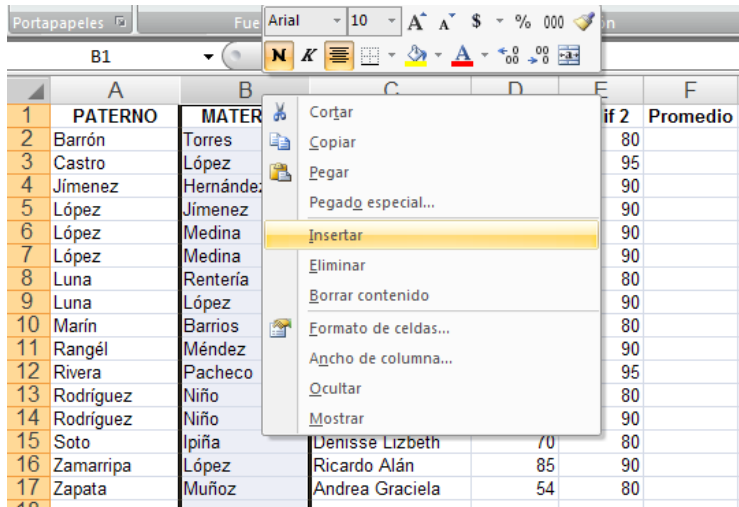 Portapapeles Fue Arial 10 A A $ % 000 ón
B1 N K A
A B C D E F
1 PATERNO MATER if 2 Promedio
2 Barrón Torres 80
3 Castro López 95
4 Jímenez Hernández 90
5 López Jímenez 90
6 López Medina 90
7 López Medina 90
8 Luna Rentería 80
9 Luna López 90
10 Marín Barrios 80
11 Rangél Méndez 90
12 Rivera Pacheco 95
13 Rodríguez Niño 80
14 Rodríguez Niño 90
15 Soto Ipiña Denisse Lizbeth 70 80
16 Zamarripa López Ricardo Alán 85 90
17 Zapata Muñoz Andrea Graciela 54 80
Cortar
Copiar
Pegar
Pegado especial...
Insertar
Eliminar
Borrar contenido
Formato de celdas...
Ancho de columna...
Ocultar
Mostrar